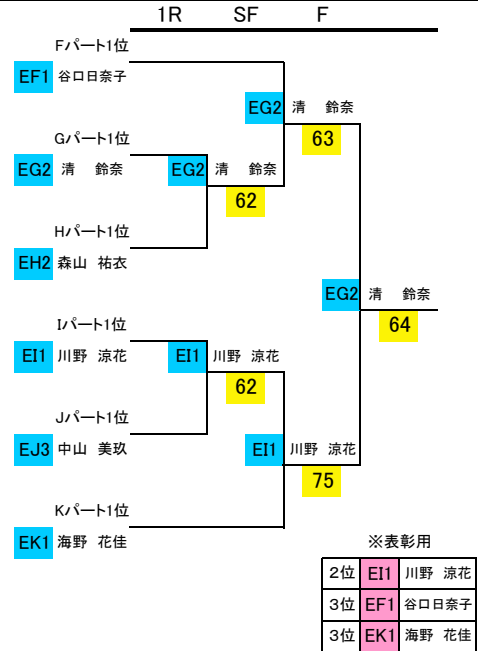 1R SF F
Fパート1位
EF1 谷口日奈子
EG2 清 鈴奈
63
Gパート1位
EG2 清 鈴奈 EG2 清 鈴奈
62
Hパート1位
EH2 森山 祐衣
EG2 清 鈴奈
64
Iパート1位
EI1 川野 涼花 EI1 川野 涼花
62
Jパート1位
EJ3 中山 美玖 EI1 川野 涼花
75
Kパート1位
EK1 海野 花佳
※表彰用
2位 EI1 川野 涼花
3位 EF1 谷口日奈子
3位 EK1 海野 花佳